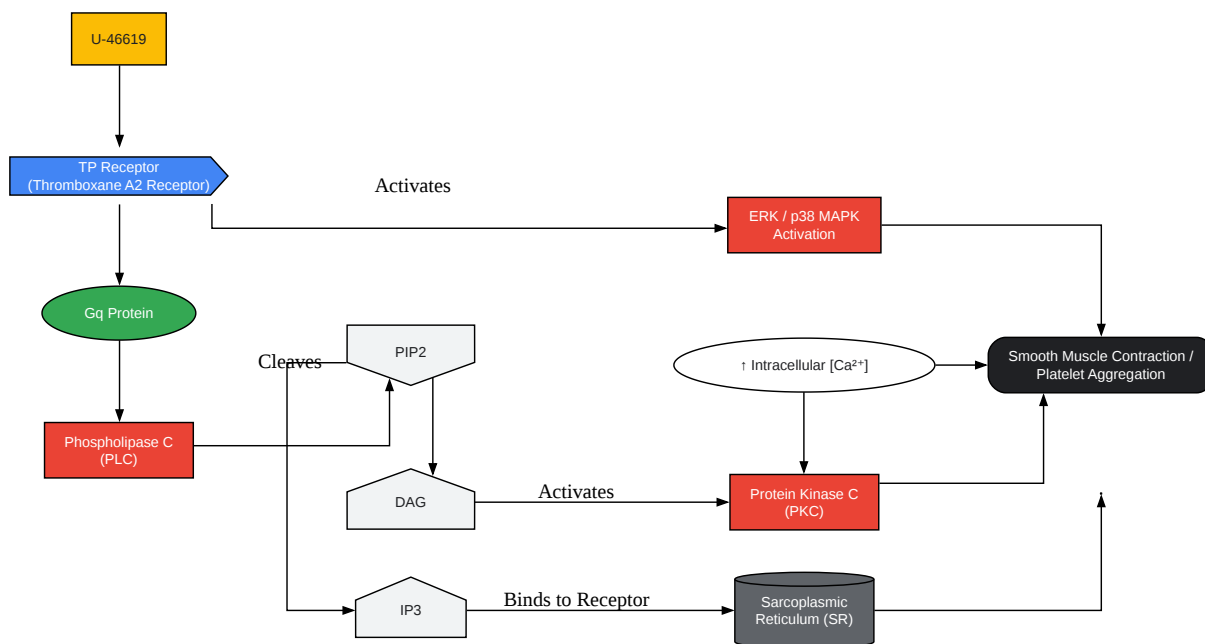 U-46619
TP Receptor
(Thromboxane A2 Receptor)
Activates
ERK / p38 MAPK
Activation
Gq Protein
Cleaves
PIP2
↑ Intracellular [Ca²⁺]
Smooth Muscle Contraction /
Platelet Aggregation
Phospholipase C
(PLC)
DAG
Activates
Protein Kinase C
(PKC)
IP3
Binds to Receptor
Sarcoplasmic
Reticulum (SR)